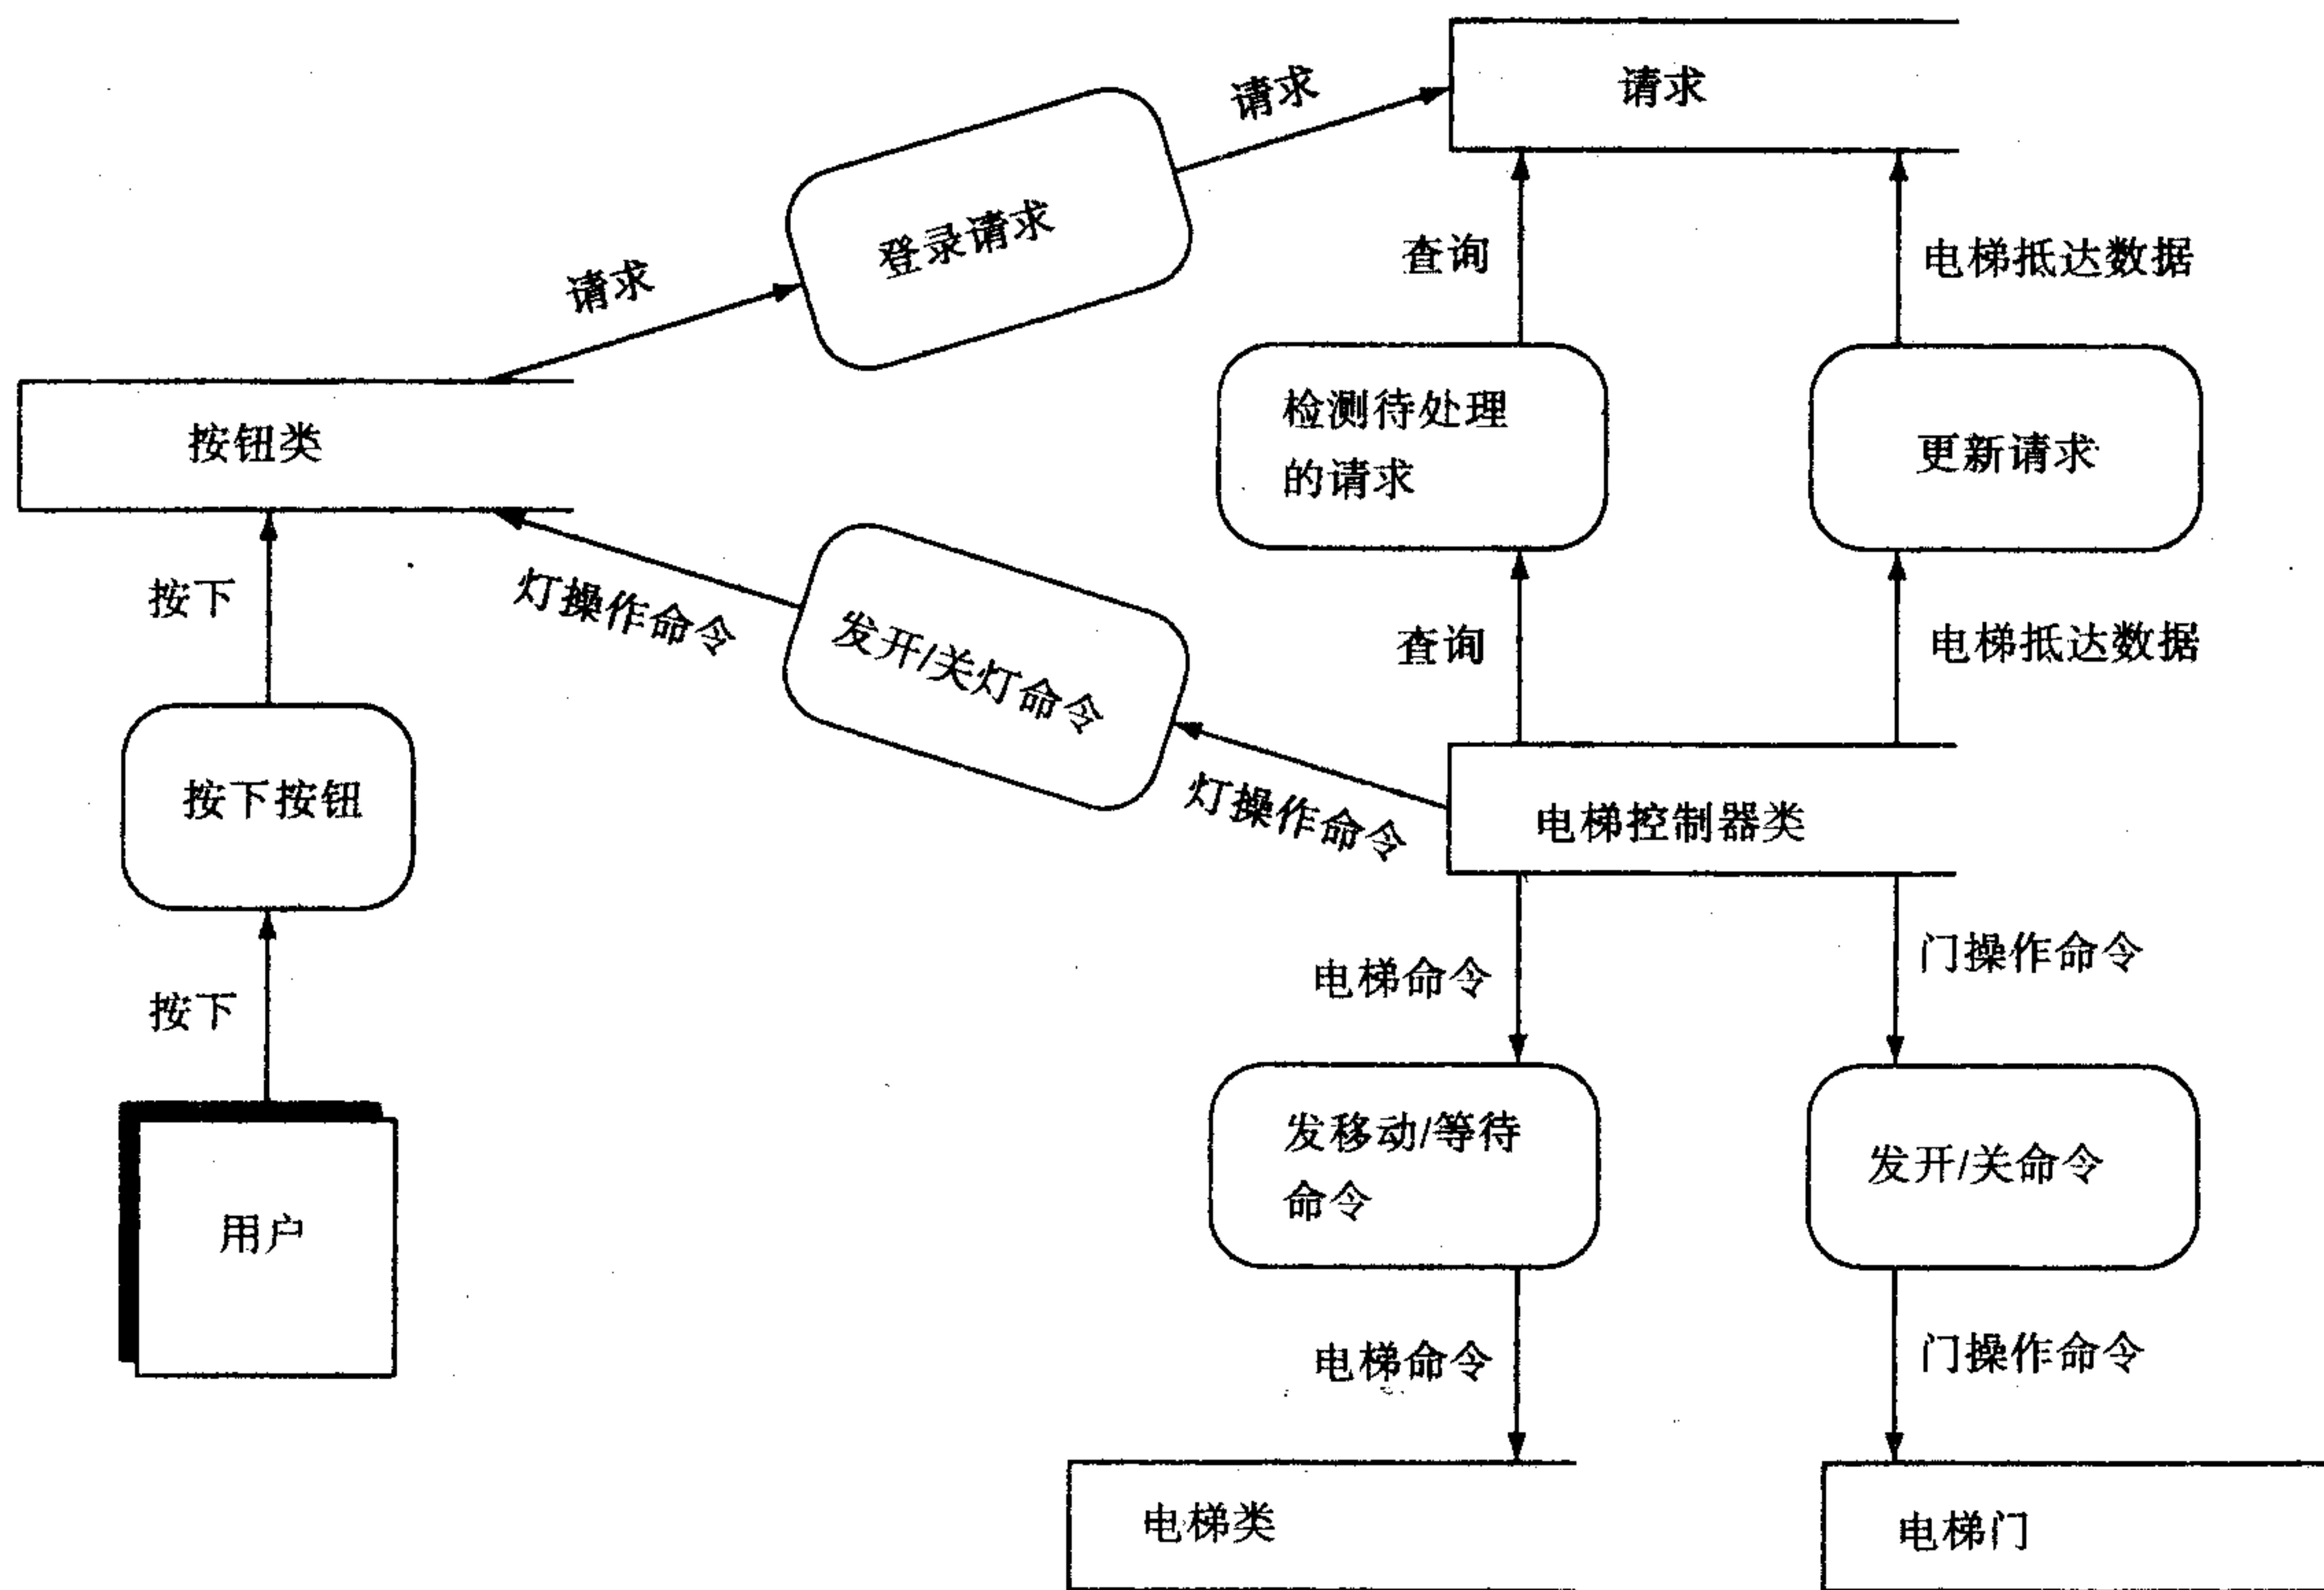 请求
请求
登录请求
请求
查询
电梯抵达数据
按钮类
检测待处理
的请求
更新请求
按下
灯操作命令
发开/关灯命令
查询
电梯抵达数据
按下按钮
灯操作命令
电梯控制器类
按下
电梯命令
门操作命令
用户
发移动/等待
命令
发开/关命令
电梯命令
门操作命令
电梯类
电梯门